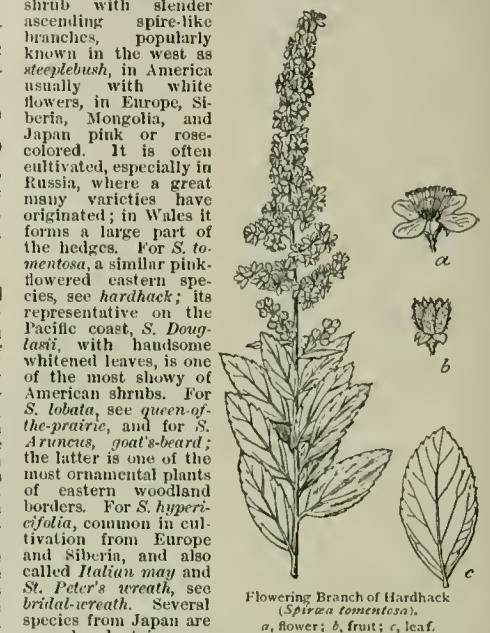 shrub with slender
ascending spire-like
branches, popularly
known in the west as
steeplebush, in America
usually with white
flowers, in Europe, Si-
beria, Mongolia, and
Japan pink or rose-
colored. It is often
cultivated, especially in
Russia, where a great
many varieties have
originated; in Wales it
forms a large part of
the hedges. For S. to-
mentosa, a similar pink-
flowered eastern spe-
cies, see hardhack; its
representative on the
Pacific coast, S. Doug-
lasii, with handsome
whitened leaves, is one
of the most showy of
American shrubs. For
S. lobata, see queen-of-
the-prairie, and for S.
Aruncus, goat's-beard;
the latter is one of the
most ornamental plants
of eastern woodland
borders. For S. hyperi-
cifolia, common in cul-
tivation from Europe
and Siberia, and also
called Italian may and
St. Peter's wreath, see
bridal-wreath. Several
species from Japan are
a
b
c
Flowering Branch of Hardhack
(Spiræa tomentosa).
a, flower; b, fruit; c, leaf.